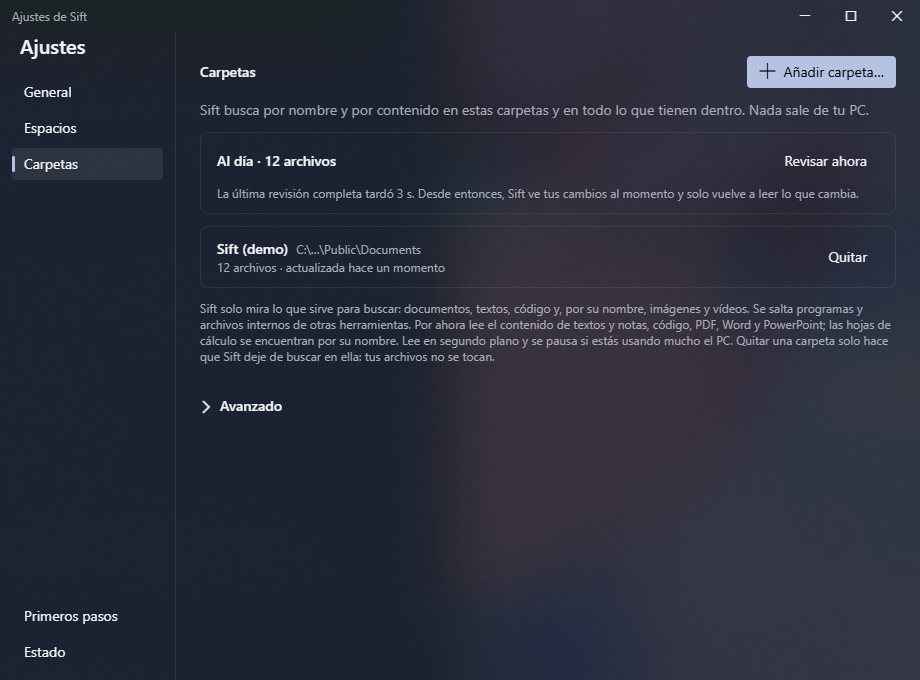 Ajustes de Sift
Ajustes
General
Espacios
Carpetas
Primeros pasos
Estado
Carpetas
Añadir carpeta...
Sift busca por nombre y por contenido en estas carpetas y en todo lo que tienen dentro. Nada sale de tu PC.
Al día · 12 archivos
Revisar ahora
La última revisión completa tardó 3 s. Desde entonces, Sift ve tus cambios al momento y solo vuelve a leer lo que cambia.
Sift (demo) C:\...\Public\Documents
12 archivos · actualizada hace un momento
Quitar
Sift solo mira lo que sirve para buscar: documentos, textos, código y, por su nombre, imágenes y vídeos. Se salta programas y
archivos internos de otras herramientas. Por ahora lee el contenido de textos y notas, código, PDF, Word y PowerPoint; las hojas de
cálculo se encuentran por su nombre. Lee en segundo plano y se pausa si estás usando mucho el PC. Quitar una carpeta solo hace
que Sift deje de buscar en ella: tus archivos no se tocan.
Avanzado